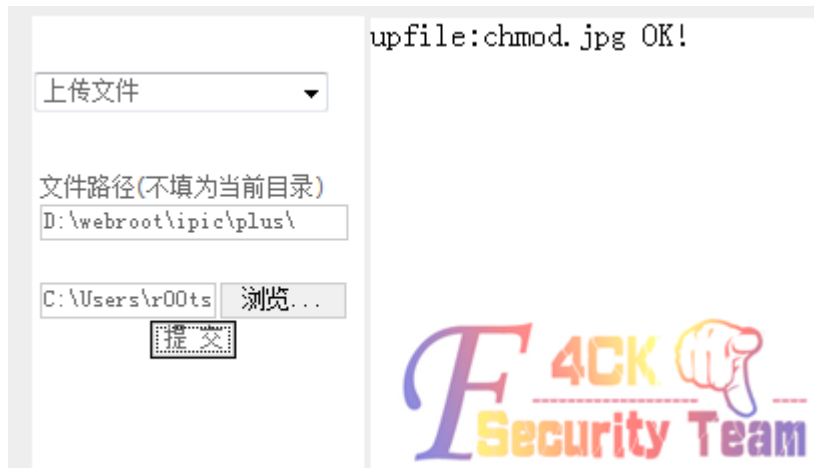 upfile:chmod.jpg OK!
上传文件
文件路径(不填为当前目录)
D:\webroot\ipic\plus\
C:\Users\r00ts 浏览...
提 交
F4CK
Security Team